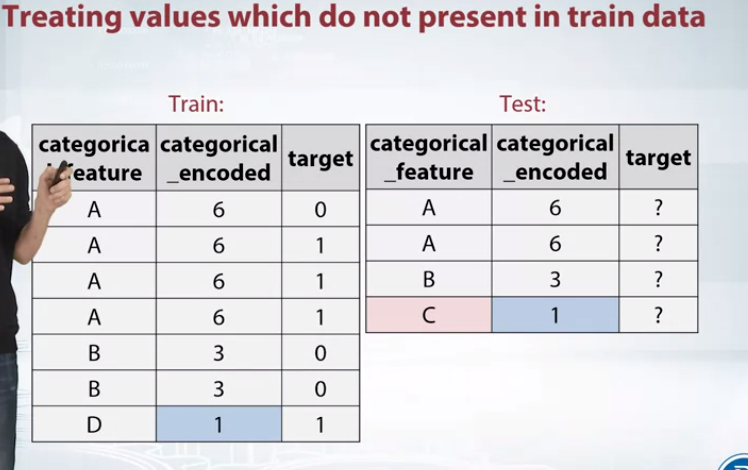 Treating values which do not present in train data
Train:
categorica categorical target
feature _encoded
A 6 0
A 6 1
A 6 1
A 6 1
B 3 0
B 3 0
D 1 1
Test:
categorical categorical target
_feature _encoded
A 6 ?
A 6 ?
B 3 ?
C 1 ?